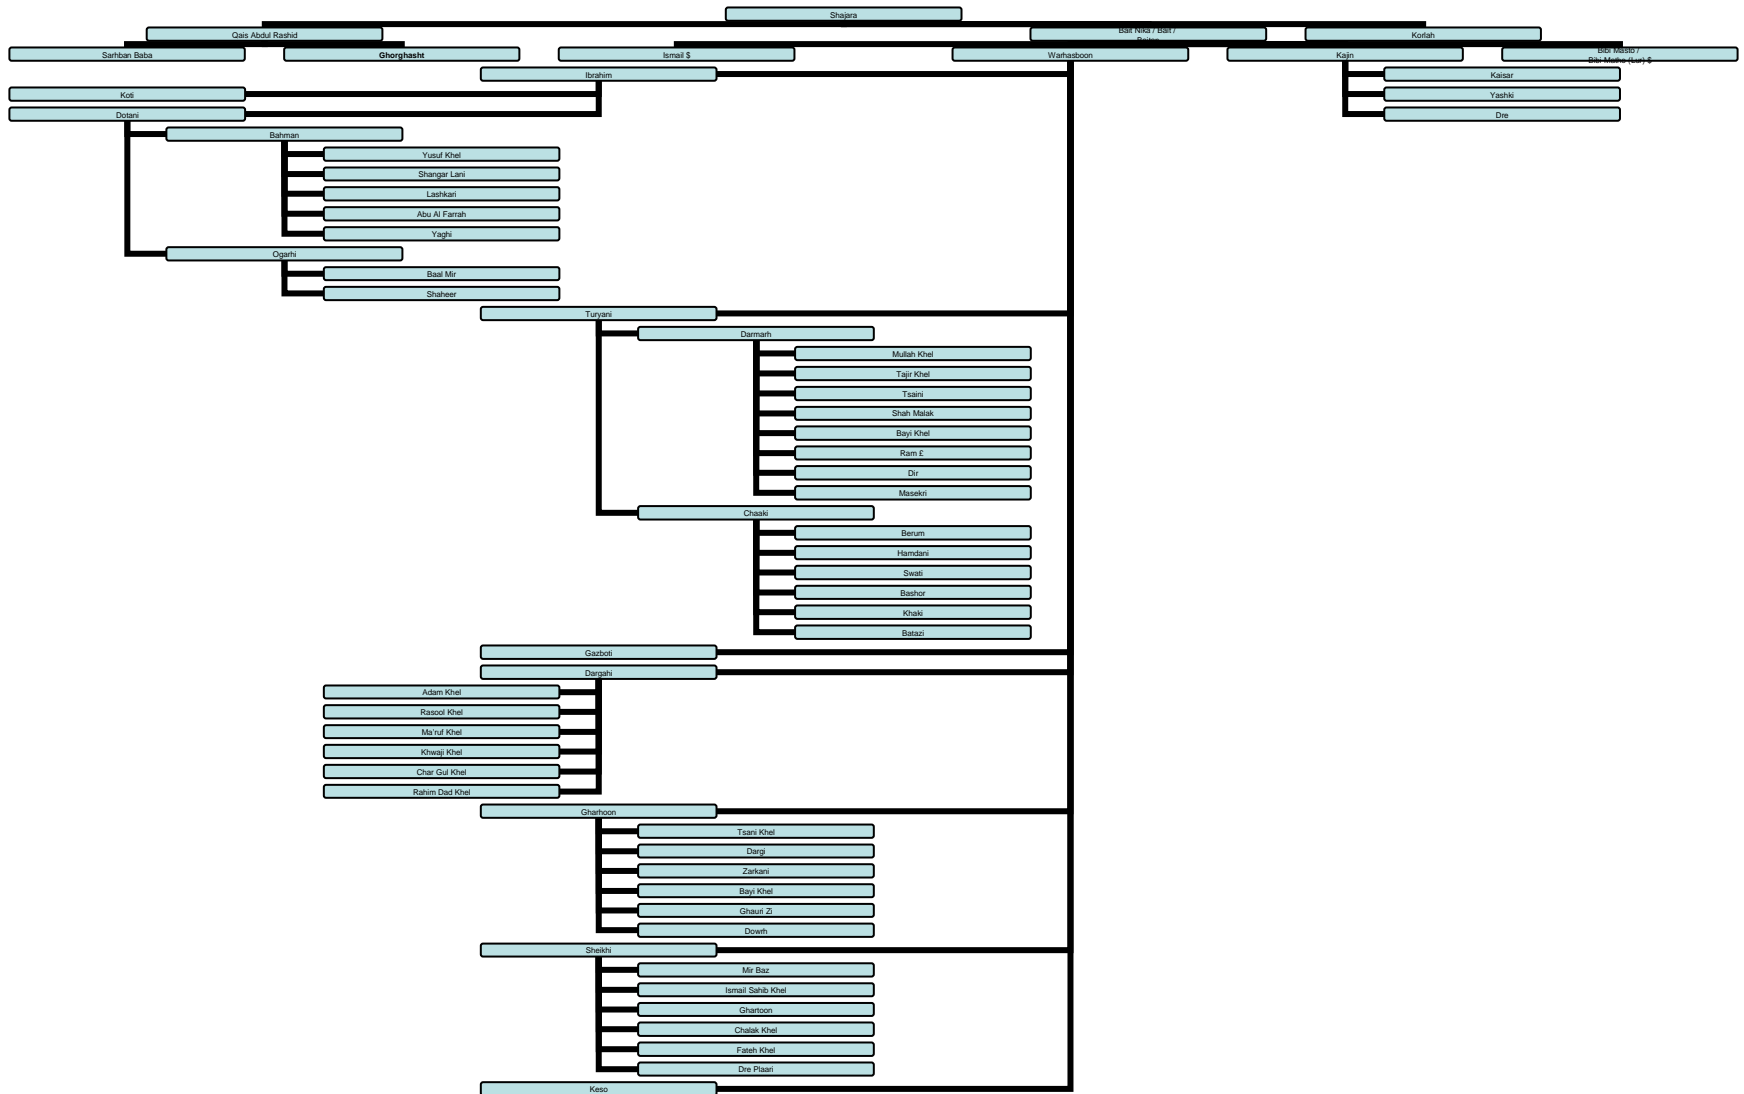 Shajara
Qais Abdul Rashid
Bait Nika / Bait /
Korlah
Sarhban Baba
Ghorghasht
Ismail $
Warhasboon
Kajin
Bibi Masto /
Bibi Matho (Lur) $
Ibrahim
Kaisar
Koti
Yashki
Dotani
Dre
Bahman
Yusuf Khel
Shangar Lani
Lashkari
Abu Al Farrah
Yaghi
Ogarhi
Baal Mir
Shaheer
Turyani
Darmarh
Mullah Khel
Tajir Khel
Tsaini
Shah Malak
Bayi Khel
Ram £
Dir
Masekri
Chaaki
Berum
Hamdani
Swati
Bashor
Khaki
Batazi
Gazboti
Dargahi
Adam Khel
Rasool Khel
Ma'ruf Khel
Khwaji Khel
Char Gul Khel
Rahim Dad Khel
Gharhoon
Tsani Khel
Dargi
Zarkani
Bayi Khel
Ghauri Zi
Dowrh
Sheikhi
Mir Baz
Ismail Sahib Khel
Ghartoon
Chalak Khel
Fateh Khel
Dre Plaari
Keso